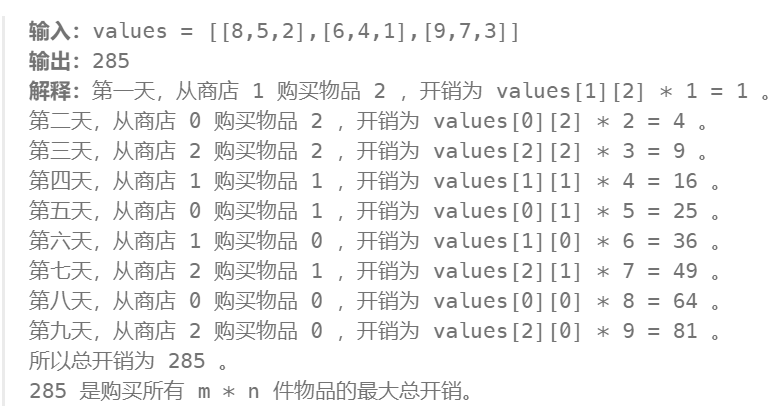 输入：values = [[8,5,2],[6,4,1],[9,7,3]]
输出：285
解释：第一天，从商店 1 购买物品 2 ，开销为 values[1][2] * 1 = 1 。
第二天，从商店 0 购买物品 2 ，开销为 values[0][2] * 2 = 4 。
第三天，从商店 2 购买物品 2 ，开销为 values[2][2] * 3 = 9 。
第四天，从商店 1 购买物品 1 ，开销为 values[1][1] * 4 = 16 。
第五天，从商店 0 购买物品 1 ，开销为 values[0][1] * 5 = 25 。
第六天，从商店 1 购买物品 0 ，开销为 values[1][0] * 6 = 36 。
第七天，从商店 2 购买物品 1 ，开销为 values[2][1] * 7 = 49 。
第八天，从商店 0 购买物品 0 ，开销为 values[0][0] * 8 = 64 。
第九天，从商店 2 购买物品 0 ，开销为 values[2][0] * 9 = 81 。
所以总开销为 285 。
285 是购买所有 m * n 件物品的最大总开销。